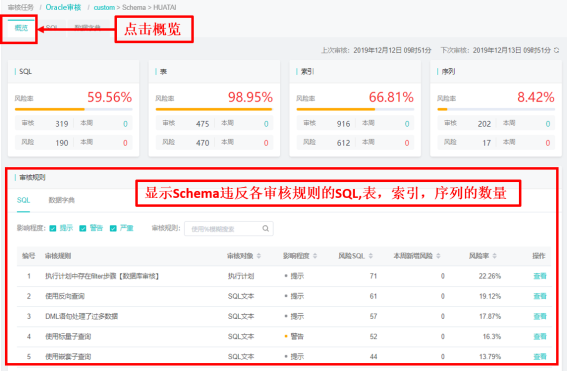 审核任务 / Oracle审核 / custom > Schema > HUATAI
概览 SQL 数据字典
点击概览
上次审核: 2019年12月12日 09时51分 下次审核: 2019年12月13日 09时51分
SQL
风险率 59.56%
审核 319 本周 0
风险 190 本周 0
表
风险率 98.95%
审核 475 本周 0
风险 470 本周 0
索引
风险率 66.81%
审核 916 本周 0
风险 612 本周 0
序列
风险率 8.42%
审核 202 本周 0
风险 17 本周 0
审核规则
显示Schema违反各审核规则的SQL,表，索引，序列的数量
SQL 数据字典
影响程度: 提示 警告 严重 审核规则: 使用%模糊搜索
编号 审核规则 审核对象 影响程度 风险SQL 本周新增风险 风险率 操作
1 执行计划中存在filter步骤【数据库审核】 执行计划 提示 71 0 22.26% 查看
2 使用反向查询 SQL文本 提示 61 0 19.12% 查看
3 DML语句处理了过多数据 SQL文本 提示 57 0 17.87% 查看
4 使用标量子查询 SQL文本 警告 52 0 16.3% 查看
5 使用嵌套子查询 SQL文本 提示 44 0 13.79% 查看